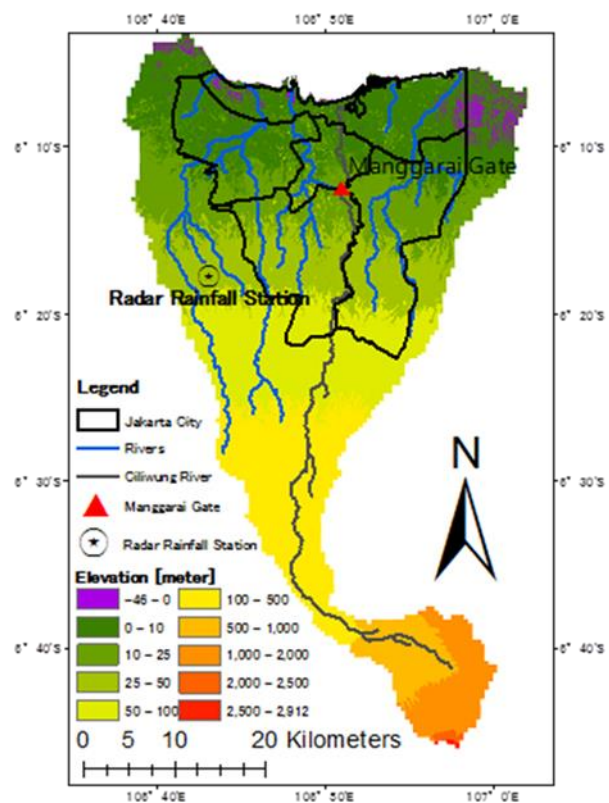 106° 40'E 106° 50'E 107° 0'E
6° 10'S 6° 10'S
Manggarai Gate
Radar Rainfall Station
6° 20'S 6° 20'S
Legend
Jakarta City
Rivers
Ciliwung River
Manggarai Gate
Radar Rainfall Station
N
6° 30'S 6° 30'S
Elevation [meter]
-46 - 0 100 - 500
0 - 10 500 - 1,000
10 - 25 1,000 - 2,000
25 - 50 2,000 - 2,500
50 - 100 2,500 - 2,912
6° 40'S 6° 40'S
0 5 10 20 Kilometers
106° 40'E 106° 50'E 107° 0'E